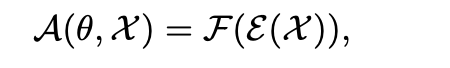 𝒜(θ, 𝒳) = ℱ(ℰ(𝒳)),